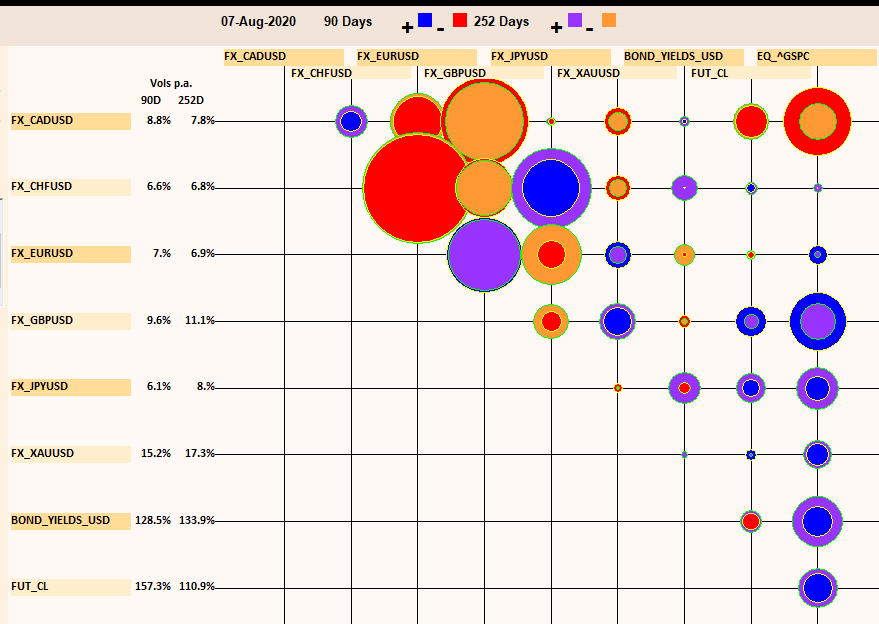 07-Aug-2020 90 Days + - 252 Days + -
FX_CADUSD FX_EURUSD FX_JPYUSD BOND_YIELDS_USD EQ_^GSPC
FX_CHFUSD FX_GBPUSD FX_XAUUSD FUT_CL
Vols p.a.
90D 252D
FX_CADUSD 8.8% 7.8%
FX_CHFUSD 6.6% 6.8%
FX_EURUSD 7.% 6.9%
FX_GBPUSD 9.6% 11.1%
FX_JPYUSD 6.1% 8.%
FX_XAUUSD 15.2% 17.3%
BOND_YIELDS_USD 128.5% 133.9%
FUT_CL 157.3% 110.9%